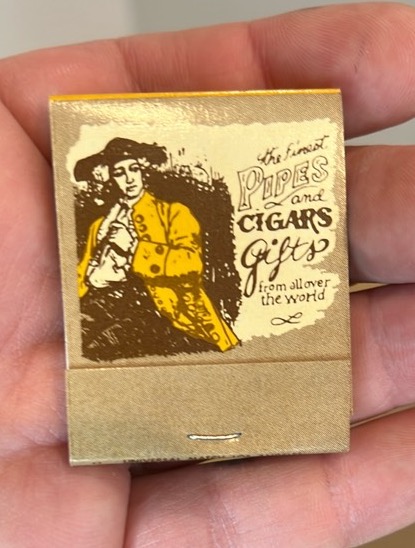 the Finest
PIPES
and
CIGARS
Gifts
from all over
the world